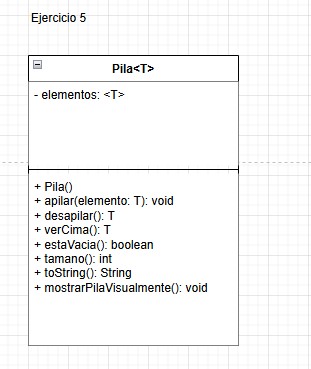 Ejercicio 5
Pila<T>
- elementos: <T>
+ Pila()
+ apilar(elemento: T): void
+ desapilar(): T
+ verCima(): T
+ estaVacia(): boolean
+ tamano(): int
+ toString(): String
+ mostrarPilaVisualmente(): void